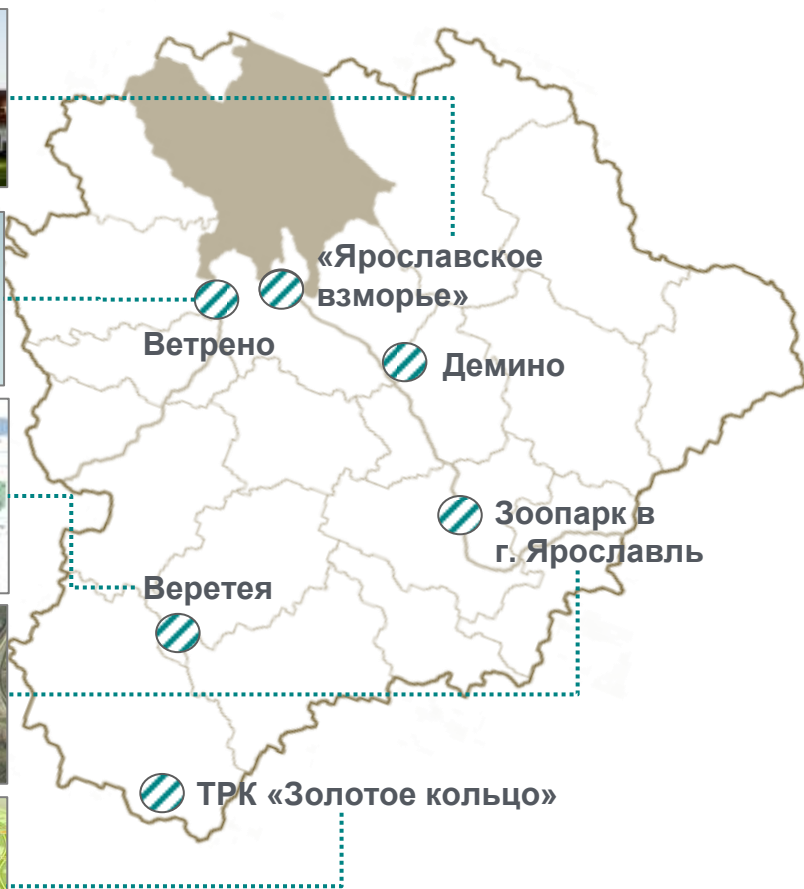 «Ярославское
взморье»
Ветрено
Демино
Зоопарк в
г. Ярославль
Веретея
ТРК «Золотое кольцо»